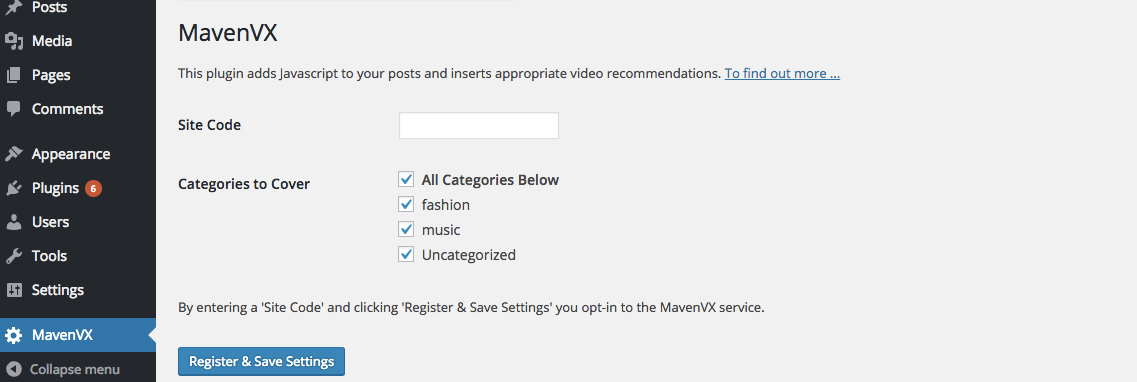 Posts
Media
Pages
Comments
Appearance
Plugins 6
Users
Tools
Settings
MavenVX
Collapse menu
MavenVX
This plugin adds Javascript to your posts and inserts appropriate video recommendations. To find out more ...
Site Code
Categories to Cover
All Categories Below
fashion
music
Uncategorized
By entering a 'Site Code' and clicking 'Register & Save Settings' you opt-in to the MavenVX service.
Register & Save Settings